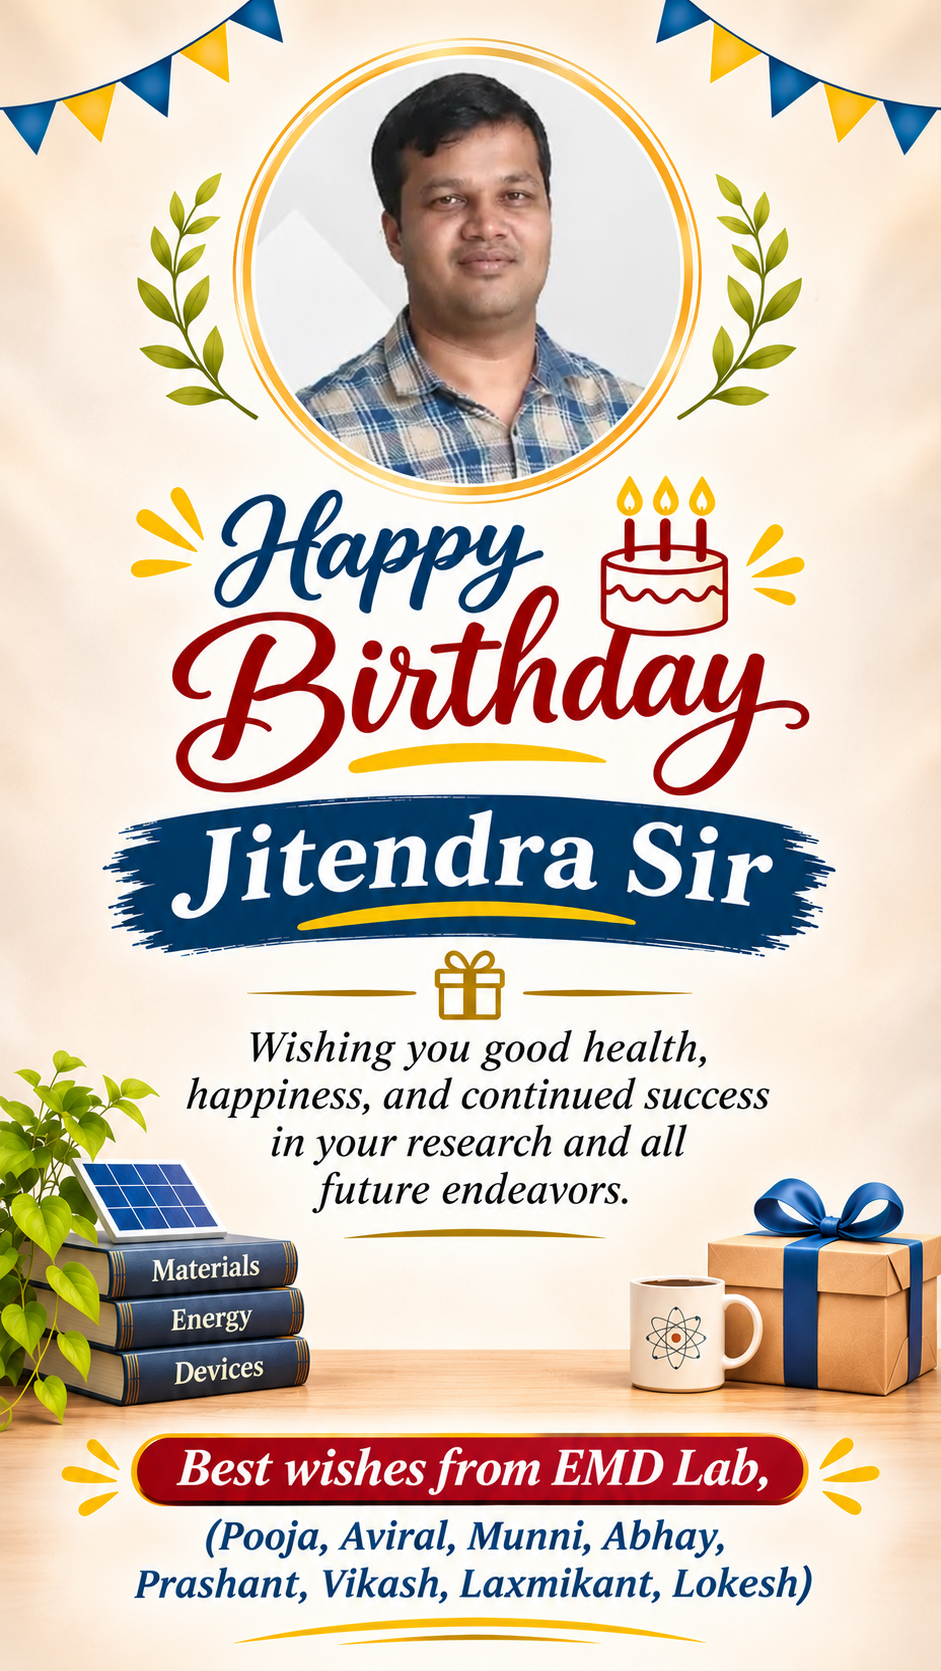 Happy
Birthday
Jitendra Sir
Wishing you good health,
happiness, and continued success
in your research and all
future endeavors.
Materials
Energy
Devices
Best wishes from EMD Lab,
(Pooja, Aviral, Munni, Abhay,
Prashant, Vikash, Laxmikant, Lokesh)